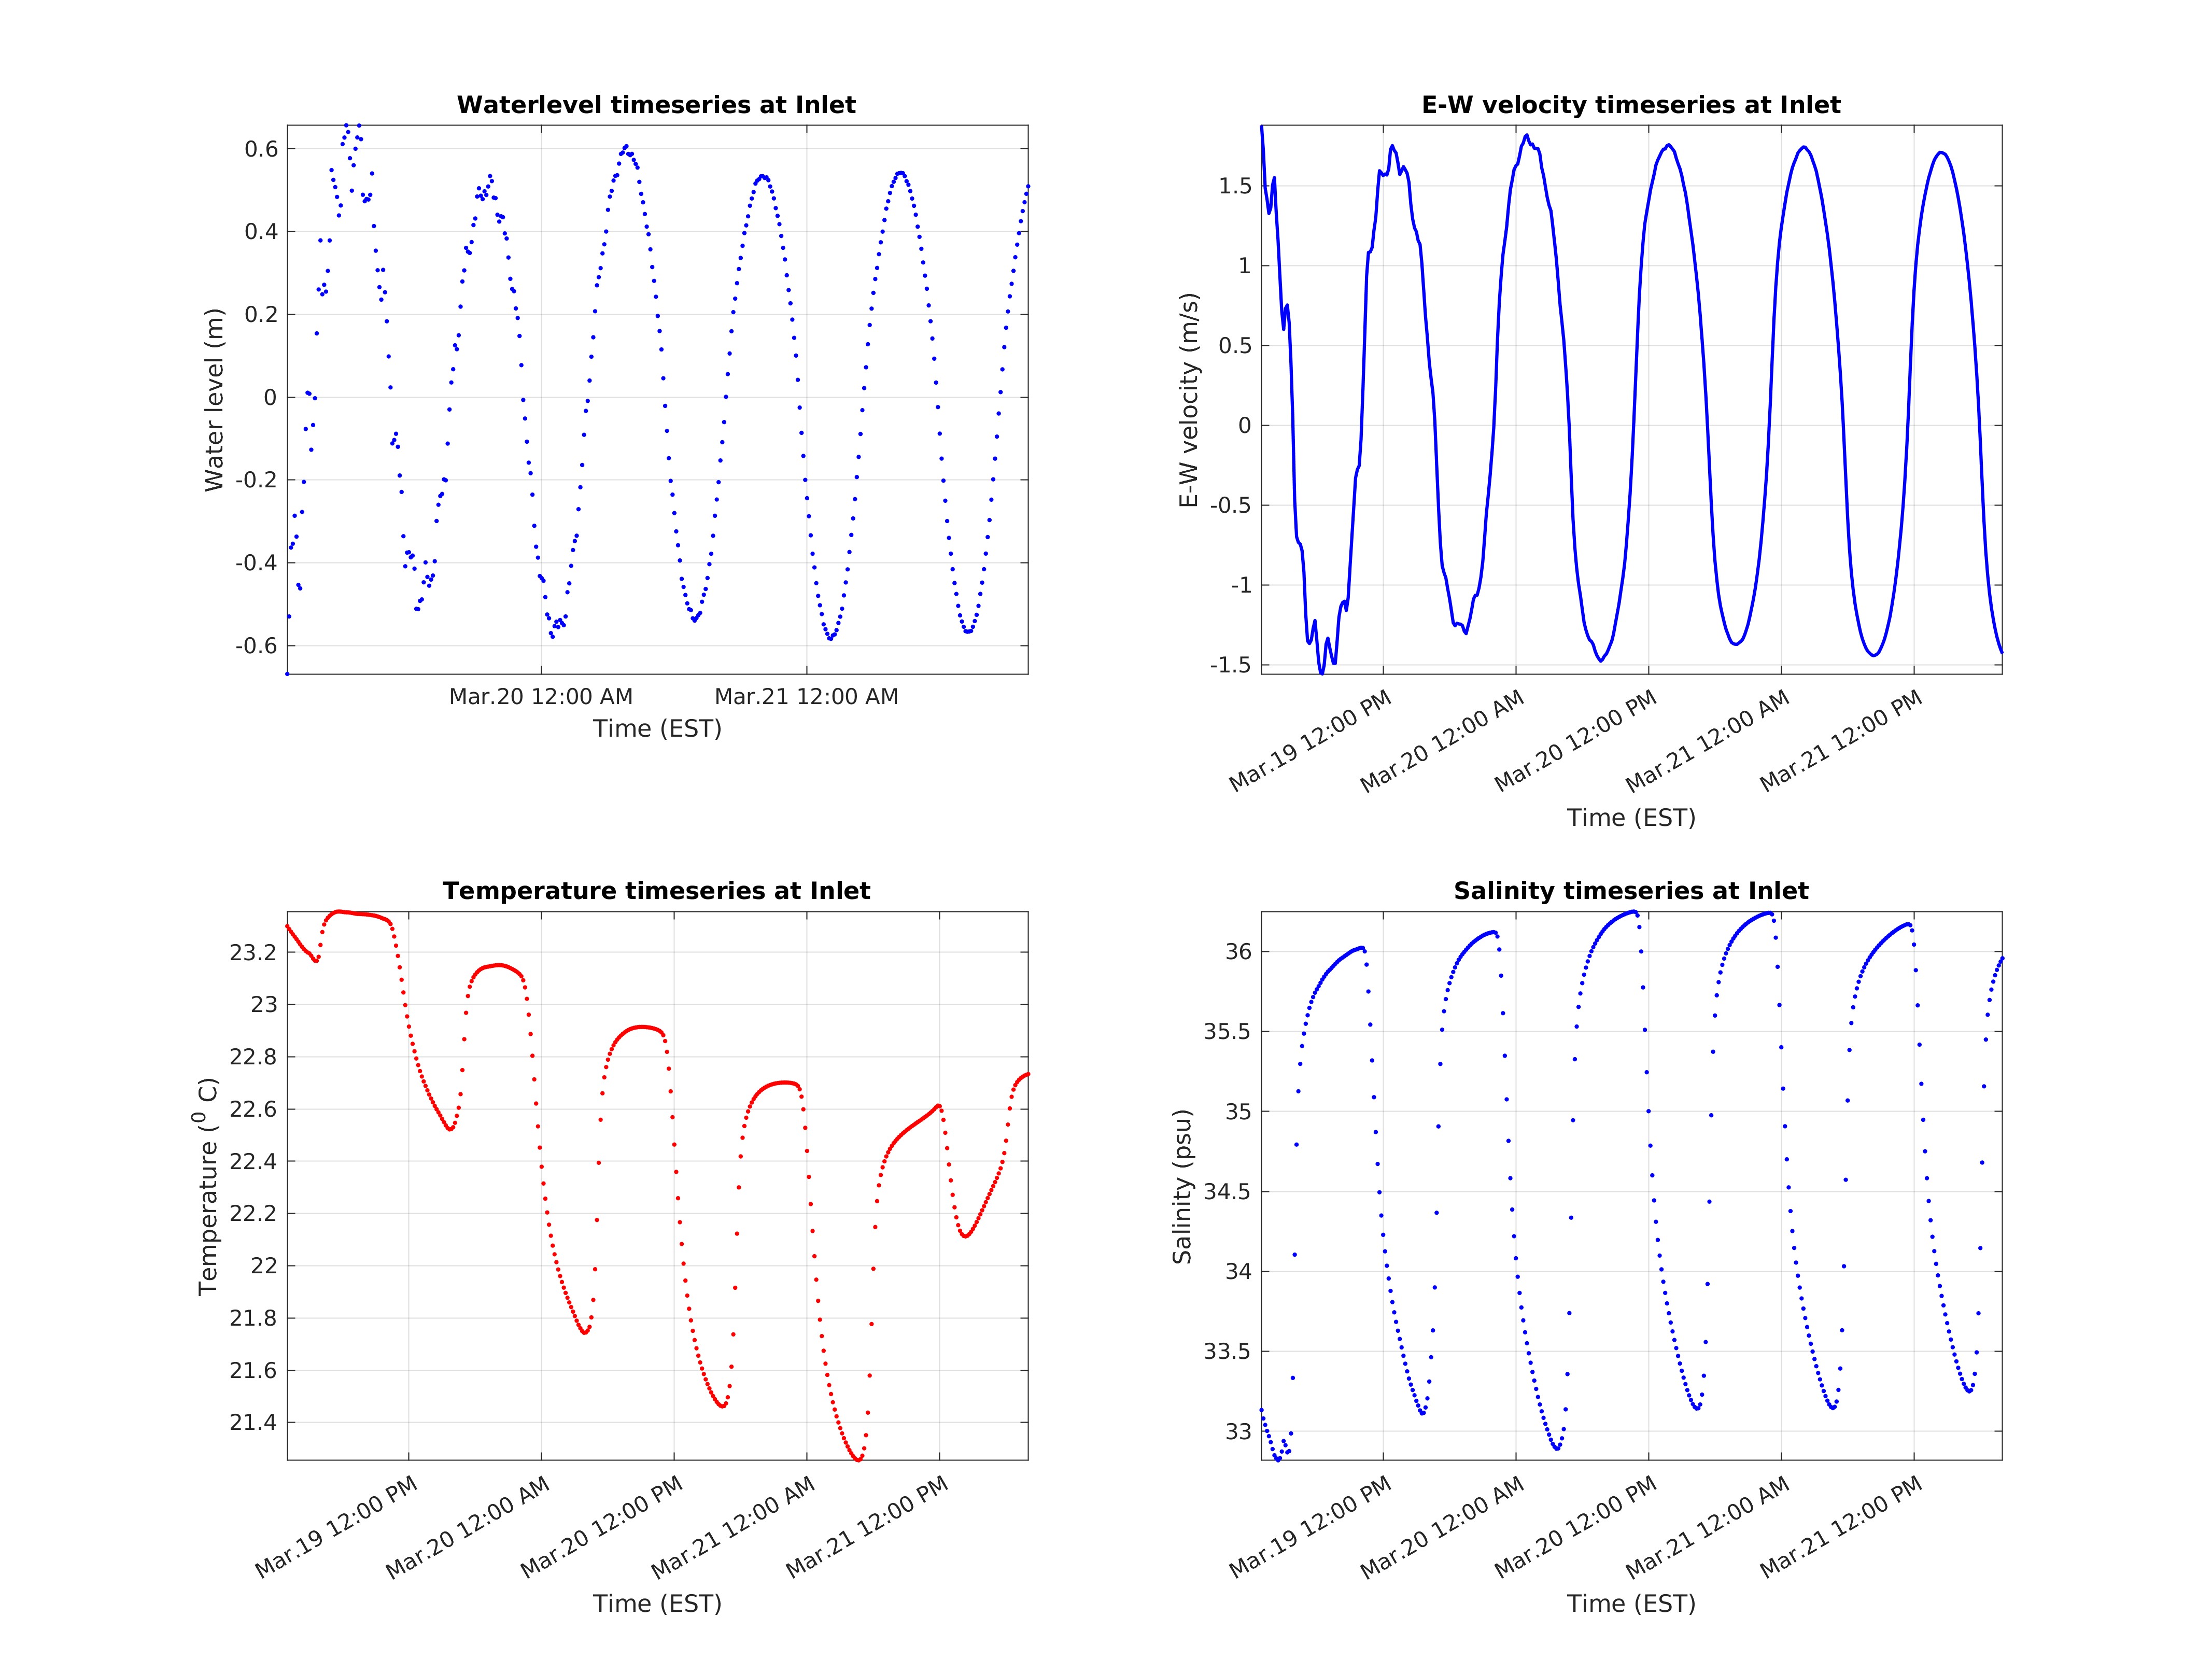 Waterlevel timeseries at Inlet
0.6
0.4
0.2
0
-0.2
-0.4
-0.6
Water level (m)
Mar.20 12:00 AM
Mar.21 12:00 AM
Time (EST)
E-W velocity timeseries at Inlet
1.5
1
0.5
0
-0.5
-1
-1.5
E-W velocity (m/s)
Mar.19 12:00 PM
Mar.20 12:00 AM
Mar.20 12:00 PM
Mar.21 12:00 AM
Mar.21 12:00 PM
Time (EST)
Temperature timeseries at Inlet
23.2
23
22.8
22.6
22.4
22.2
22
21.8
21.6
21.4
Temperature (⁰ C)
Mar.19 12:00 PM
Mar.20 12:00 AM
Mar.20 12:00 PM
Mar.21 12:00 AM
Mar.21 12:00 PM
Time (EST)
Salinity timeseries at Inlet
36
35.5
35
34.5
34
33.5
33
Salinity (psu)
Mar.19 12:00 PM
Mar.20 12:00 AM
Mar.20 12:00 PM
Mar.21 12:00 AM
Mar.21 12:00 PM
Time (EST)